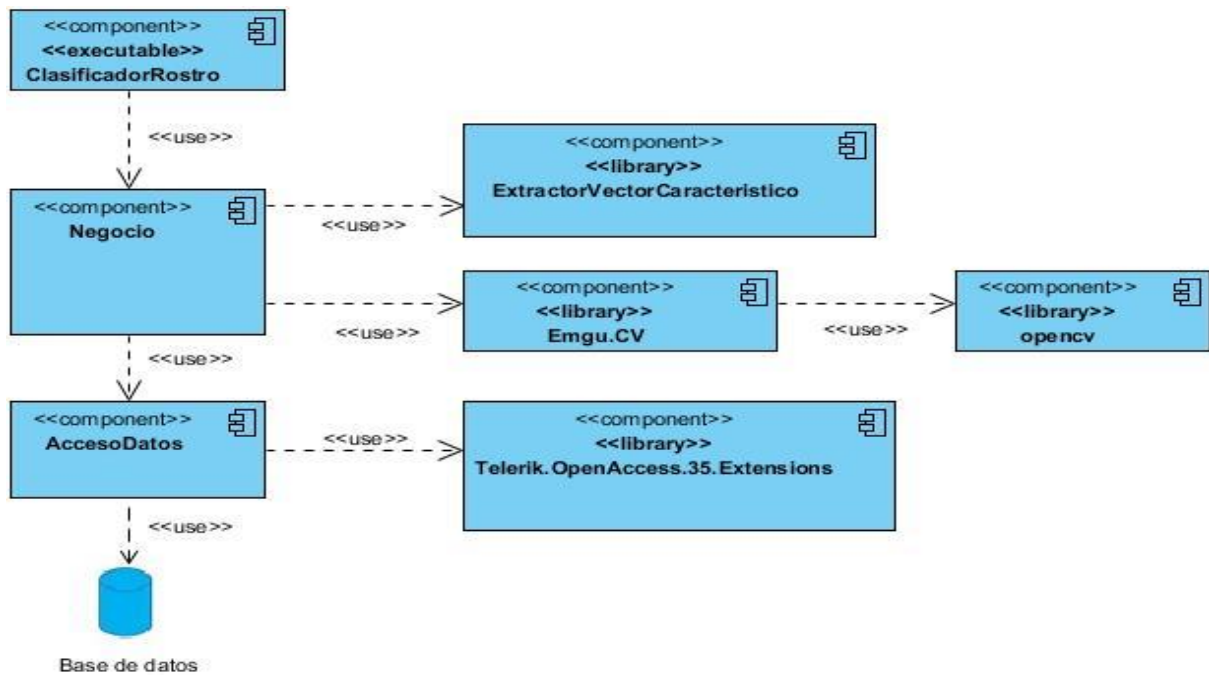 <<component>>
<<executable>>
ClasificadorRostro
<<use>>
<<component>>
<<library>>
ExtractorVectorCaracteristico
<<component>>
Negocio
<<use>>
<<component>>
<<library>>
Emgu.CV
<<component>>
<<library>>
opencv
<<use>>
<<use>>
<<use>>
<<component>>
AccesoDatos
<<component>>
<<library>>
Telerik.OpenAccess.35.Extensions
<<use>>
<<use>>
Base de datos